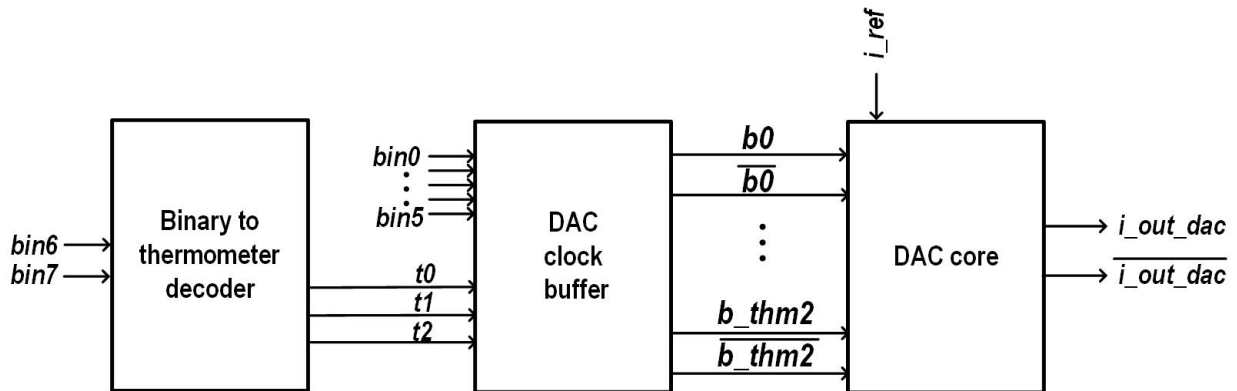 i_ref
bin0
bin5
b0
b0
Binary to
thermometer
decoder
DAC
clock
buffer
DAC core
bin6
bin7
t0
t1
t2
b_thm2
b_thm2
i_out_dac
i_out_dac